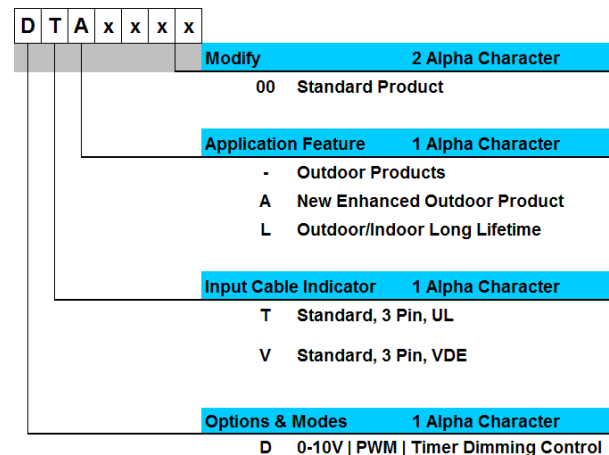 D T A x x x x
Modify 2 Alpha Character
00 Standard Product
Application Feature 1 Alpha Character
- Outdoor Products
A New Enhanced Outdoor Product
L Outdoor/Indoor Long Lifetime
Input Cable Indicator 1 Alpha Character
T Standard, 3 Pin, UL
V Standard, 3 Pin, VDE
Options & Modes 1 Alpha Character
D 0-10V | PWM | Timer Dimming Control